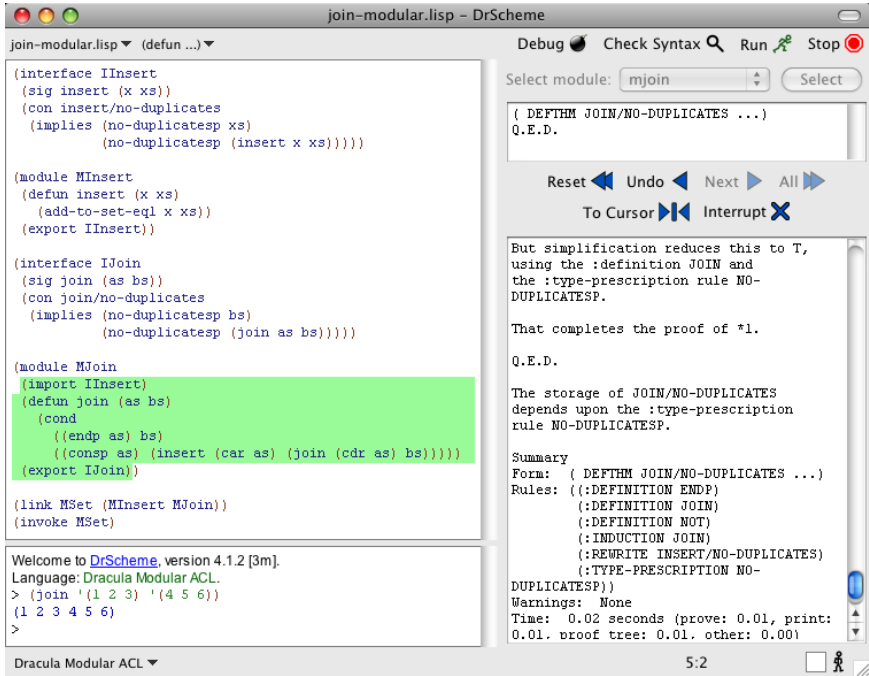 join-modular.lisp – DrScheme
join-modular.lisp (defun ...)
Debug Check Syntax Run Stop
(interface IInsert
 (sig insert (x xs))
 (con insert/no-duplicates
  (implies (no-duplicatesp xs)
           (no-duplicatesp (insert x xs)))))
(module MInsert
 (defun insert (x xs)
   (add-to-set-eql x xs))
 (export IInsert))
(interface IJoin
 (sig join (as bs))
 (con join/no-duplicates
  (implies (no-duplicatesp bs)
           (no-duplicatesp (join as bs)))))
(module MJoin
 (import IInsert)
 (defun join (as bs)
   (cond
     ((endp as) bs)
     ((consp as) (insert (car as) (join (cdr as) bs)))))
 (export IJoin))
(link MSet (MInsert MJoin))
(invoke MSet)
Welcome to DrScheme, version 4.1.2 [3m].
Language: Dracula Modular ACL.
> (join '(1 2 3) '(4 5 6))
(1 2 3 4 5 6)
>
Select module: mjoin Select
( DEFTHM JOIN/NO-DUPLICATES ...)
Q.E.D.
Reset Undo Next All
To Cursor Interrupt
But simplification reduces this to T,
using the :definition JOIN and
the :type-prescription rule NO-
DUPLICATESP.
That completes the proof of *1.
Q.E.D.
The storage of JOIN/NO-DUPLICATES
depends upon the :type-prescription
rule NO-DUPLICATESP.
Summary
Form:  ( DEFTHM JOIN/NO-DUPLICATES ...)
Rules: ((:DEFINITION ENDP)
        (:DEFINITION JOIN)
        (:DEFINITION NOT)
        (:INDUCTION JOIN)
        (:REWRITE INSERT/NO-DUPLICATES)
        (:TYPE-PRESCRIPTION NO-
DUPLICATESP))
Warnings:  None
Time:  0.02 seconds (prove: 0.01, print:
0.01, proof tree: 0.01, other: 0.00)
Dracula Modular ACL
5:2